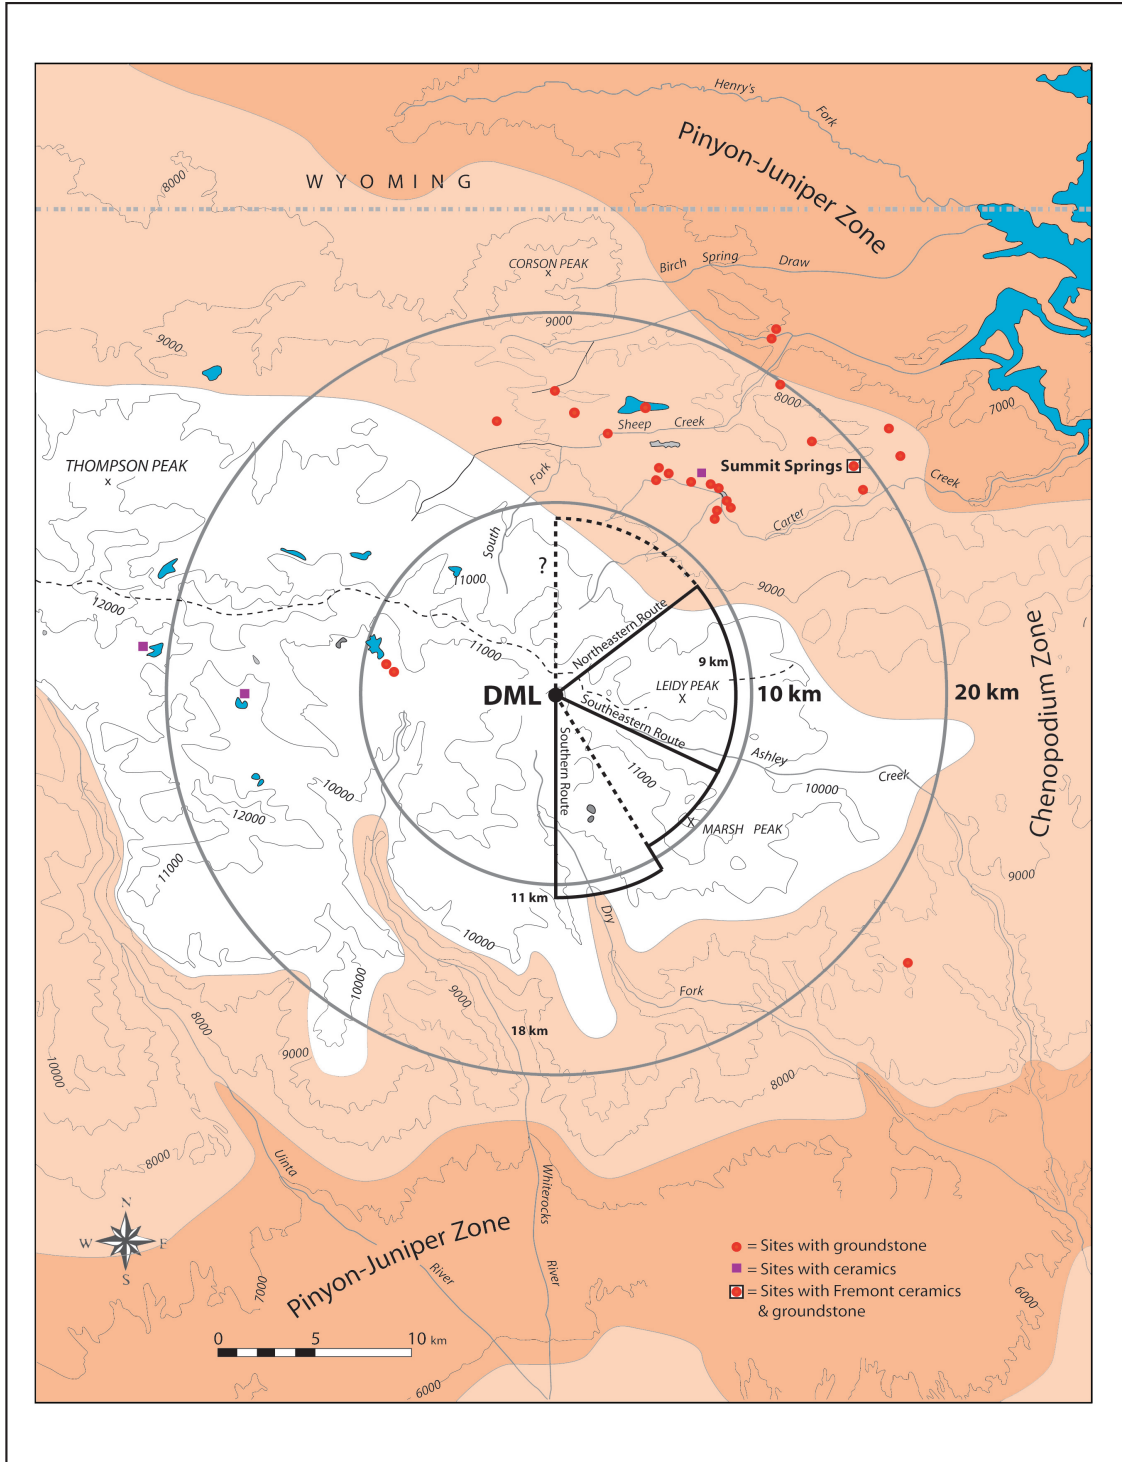 Henry's
Fork
Pinyon-Juniper Zone
8000
WYOMING
CORSON PEAK
x
Birch Spring Draw
9000
9000
8000
7000
Sheep Creek
THOMPSON PEAK
x
Summit Springs
Fork
Creek
Carter
South
?
11000
9000
12000
11000
Northeastern Route
9 km
Chenopodium Zone
LEIDY PEAK
X
DML
10 km
20 km
Southeastern Route
Southern Route
Ashley
Creek
11000
10000
10000
12000
X
MARSH PEAK
11000
9000
11 km
Dry
10000
10000
9000
Fork
8000
18 km
9000
10000
8000
8000
Uinta
Whiterocks
N
W E
S
Pinyon-Juniper Zone
River
River
7000
= Sites with groundstone
= Sites with ceramics
= Sites with Fremont ceramics
& groundstone
6000
0 5 10 km
6000